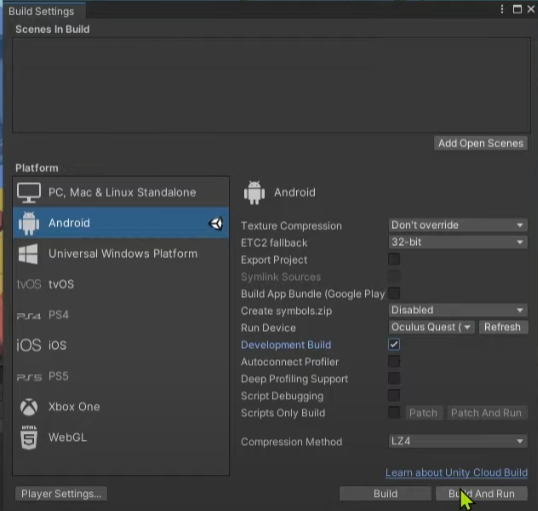 Build Settings
Scenes In Build
Add Open Scenes
Platform
PC, Mac & Linux Standalone
Android
Universal Windows Platform
tvOS tvOS
PS4 PS4
iOS iOS
PS5 PS5
Xbox One
HTML 5 WebGL
Android
Texture Compression Don't override
ETC2 fallback 32-bit
Export Project
Symlink Sources
Build App Bundle (Google Play
Create symbols.zip Disabled
Run Device Oculus Quest ( Refresh
Development Build
Autoconnect Profiler
Deep Profiling Support
Script Debugging
Scripts Only Build Patch Patch And Run
Compression Method LZ4
Learn about Unity Cloud Build
Player Settings... Build Build And Run